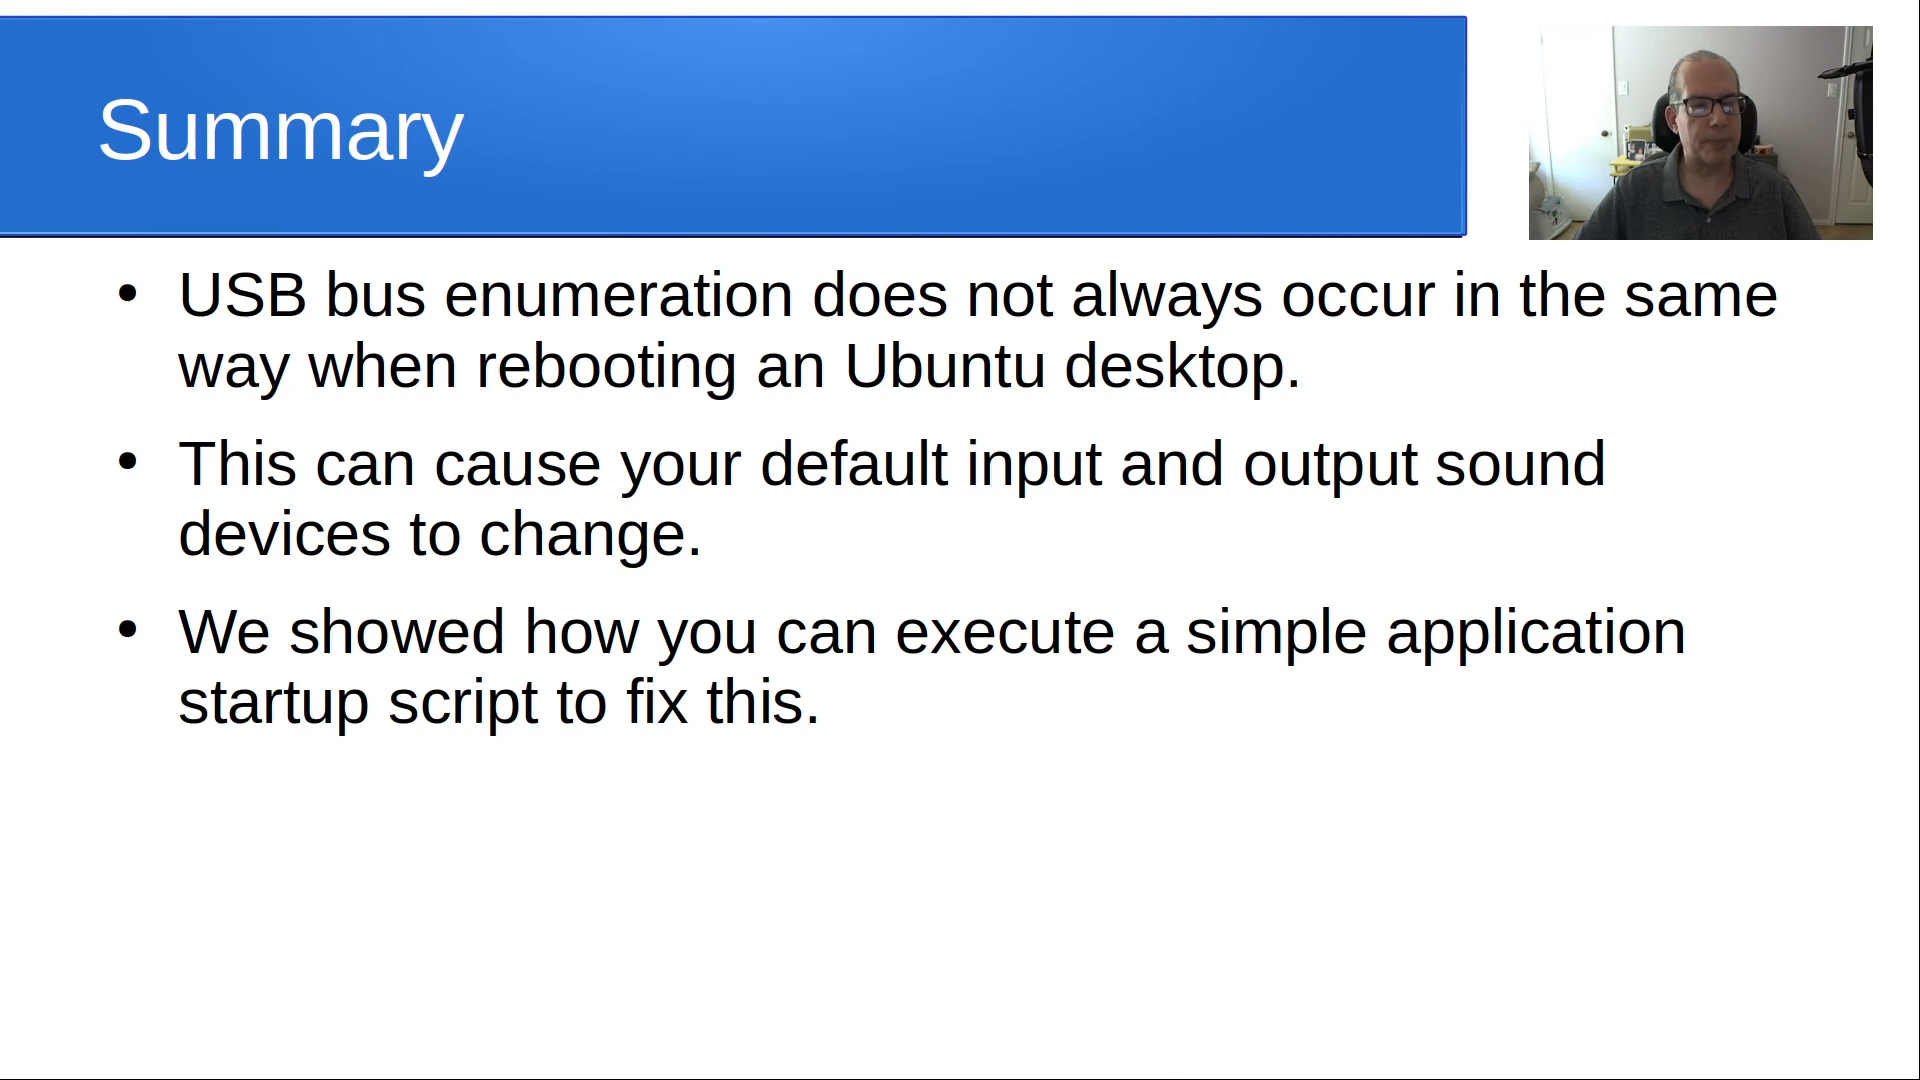 Summary
• USB bus enumeration does not always occur in the same
way when rebooting an Ubuntu desktop.
• This can cause your default input and output sound
devices to change.
• We showed how you can execute a simple application
startup script to fix this.